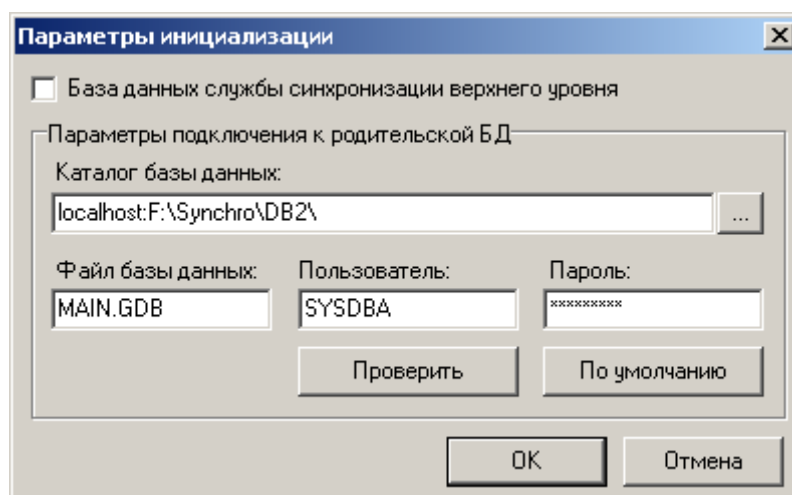 Параметры инициализации
База данных службы синхронизации верхнего уровня
Параметры подключения к родительской БД
Каталог базы данных:
localhost:F:\Synchro\DB2\
...
Файл базы данных: Пользователь: Пароль:
MAIN.GDB SYSDBA *********
Проверить По умолчанию
OK Отмена